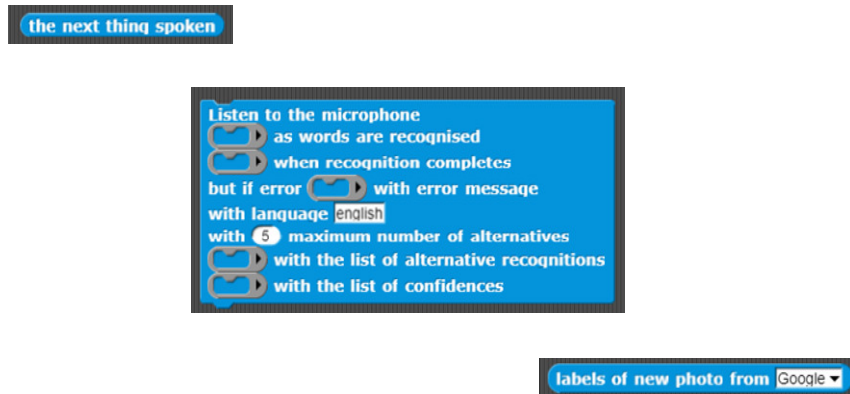 the next thing spoken
Listen to the microphone
as words are recognised
when recognition completes
but if error with error message
with language english
with 5 maximum number of alternatives
with the list of alternative recognitions
with the list of confidences
labels of new photo from Google